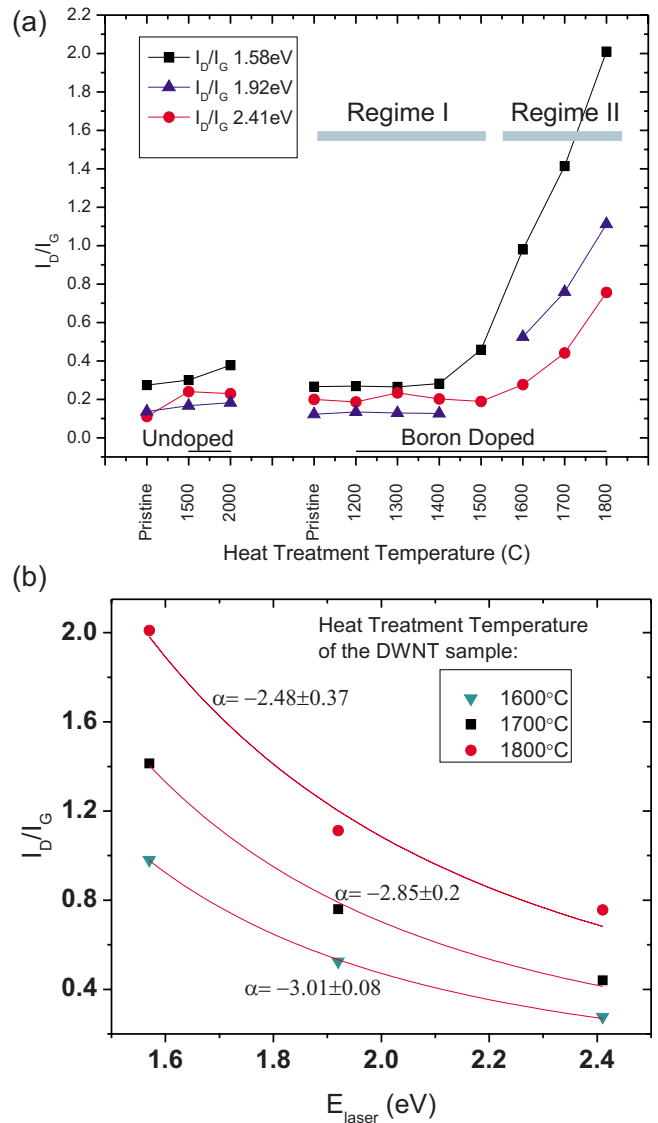 (a)
I_D/I_G 1.58eV
I_D/I_G 1.92eV
I_D/I_G 2.41eV
Regime I
Regime II
2.0
1.8
1.6
1.4
1.2
1.0
0.8
0.6
0.4
0.2
0.0
I_D/I_G
Undoped
Boron Doped
Pristine
1500
2000
Pristine
1200
1300
1400
1500
1600
1700
1800
Heat Treatment Temperature (C)
(b)
Heat Treatment Temperature
of the DWNT sample:
1600°C
1700°C
1800°C
α= −2.48±0.37
α= −2.85±0.2
α= −3.01±0.08
2.0
1.6
1.2
0.8
0.4
I_D/I_G
1.6
1.8
2.0
2.2
2.4
E_laser (eV)